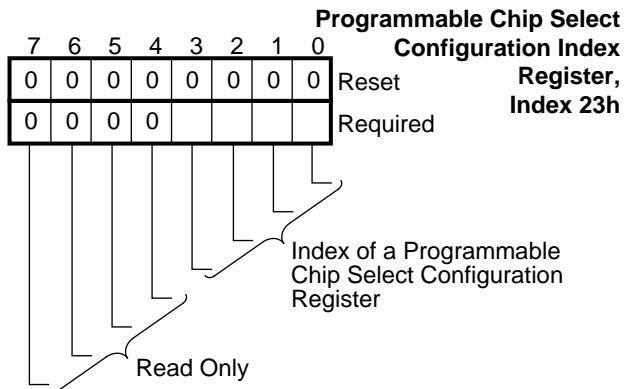 Programmable Chip Select
Configuration Index
Register,
Index 23h
7 6 5 4 3 2 1 0
0 0 0 0 0 0 0 0 Reset
0 0 0 0 Required
Index of a Programmable
Chip Select Configuration
Register
Read Only